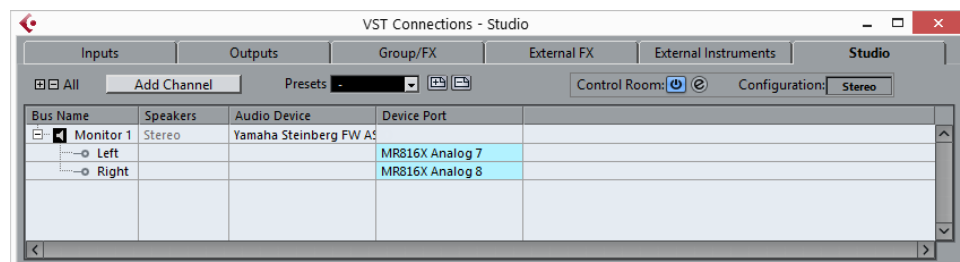 VST Connections - Studio
Inputs Outputs Group/FX External FX External Instruments Studio
All Add Channel Presets - Control Room: e Configuration: Stereo
Bus Name Speakers Audio Device Device Port
Monitor 1 Stereo Yamaha Steinberg FW AS
Left MR816X Analog 7
Right MR816X Analog 8